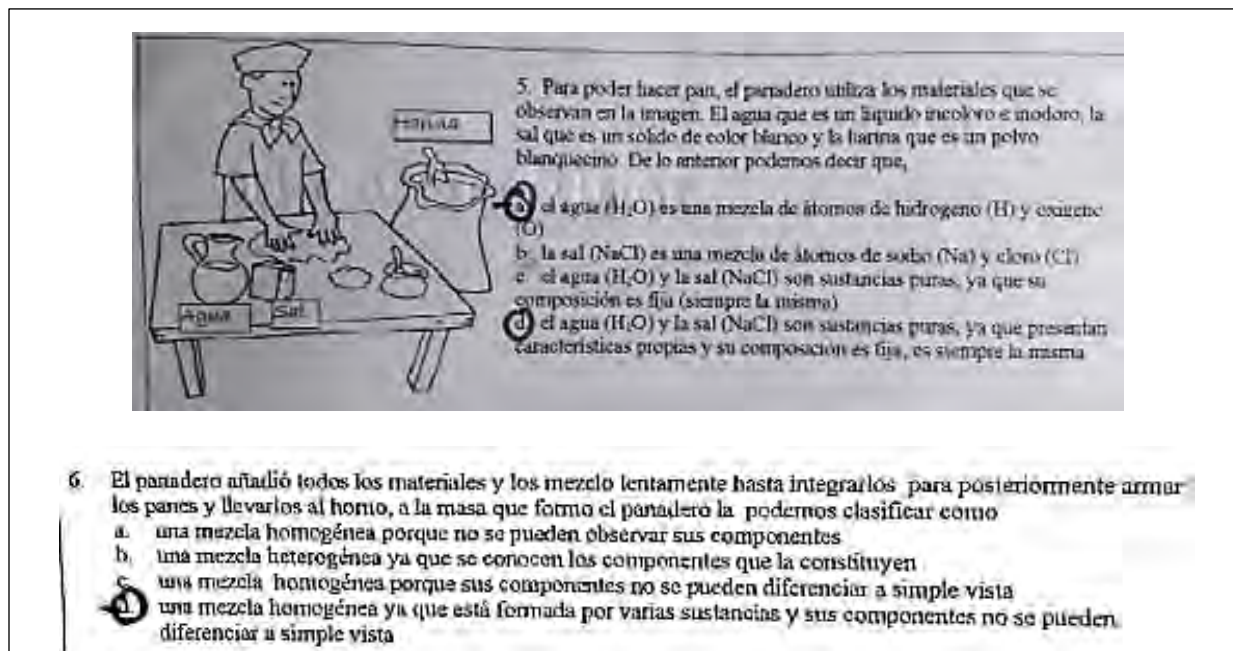 5. Para poder hacer pan, el panadero utiliza los materiales que se
observan en la imagen. El agua que es un líquido incoloro e inodoro, la
sal que es un sólido de color blanco y la harina que es un polvo
blanquecino. De lo anterior podemos decir que,
Harina
a. el agua (H₂O) es una mezcla de átomos de hidrogeno (H) y oxigeno
(O)
b. la sal (NaCl) es una mezcla de átomos de sodio (Na) y cloro (Cl)
c. el agua (H₂O) y la sal (NaCl) son sustancias puras, ya que su
composición es fija (siempre la misma)
d) el agua (H₂O) y la sal (NaCl) son sustancias puras, ya que presentan
características propias y su composición es fija, es siempre la misma
Agua
Sal
6. El panadero añadió todos los materiales y los mezclo lentamente hasta integrarlos para posteriormente armar
los panes y llevarlos al horno, a la masa que formo el panadero la podemos clasificar como
a. una mezcla homogénea porque no se pueden observar sus componentes
b. una mezcla heterogénea ya que se conocen los componentes que la constituyen
c. una mezcla homogénea porque sus componentes no se pueden diferenciar a simple vista
d. una mezcla homogénea ya que está formada por varias sustancias y sus componentes no se pueden
diferenciar a simple vista